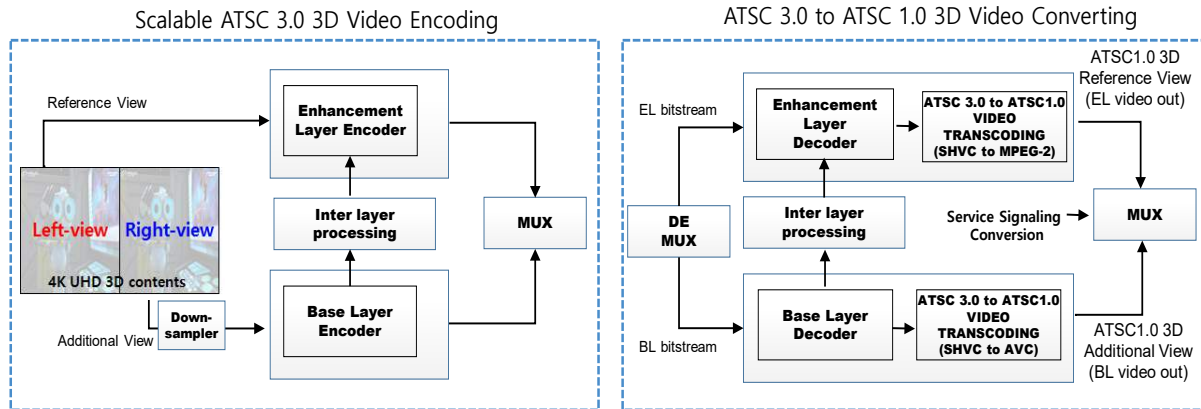 Scalable ATSC 3.0 3D Video Encoding
Reference View
Enhancement
Layer Encoder
Left-view
Right-view
4K UHD 3D contents
Inter layer
processing
MUX
Down-
sampler
Additional View
Base Layer
Encoder
ATSC 3.0 to ATSC 1.0 3D Video Converting
EL bitstream
Enhancement
Layer
Decoder
ATSC 3.0 to ATSC1.0
VIDEO
TRANSCODING
(SHVC to MPEG-2)
ATSC1.0 3D
Reference View
(EL video out)
DE
MUX
Inter layer
processing
Service Signaling
Conversion
MUX
BL bitstream
Base Layer
Decoder
ATSC 3.0 to ATSC1.0
VIDEO
TRANSCODING
(SHVC to AVC)
ATSC1.0 3D
Additional View
(BL video out)